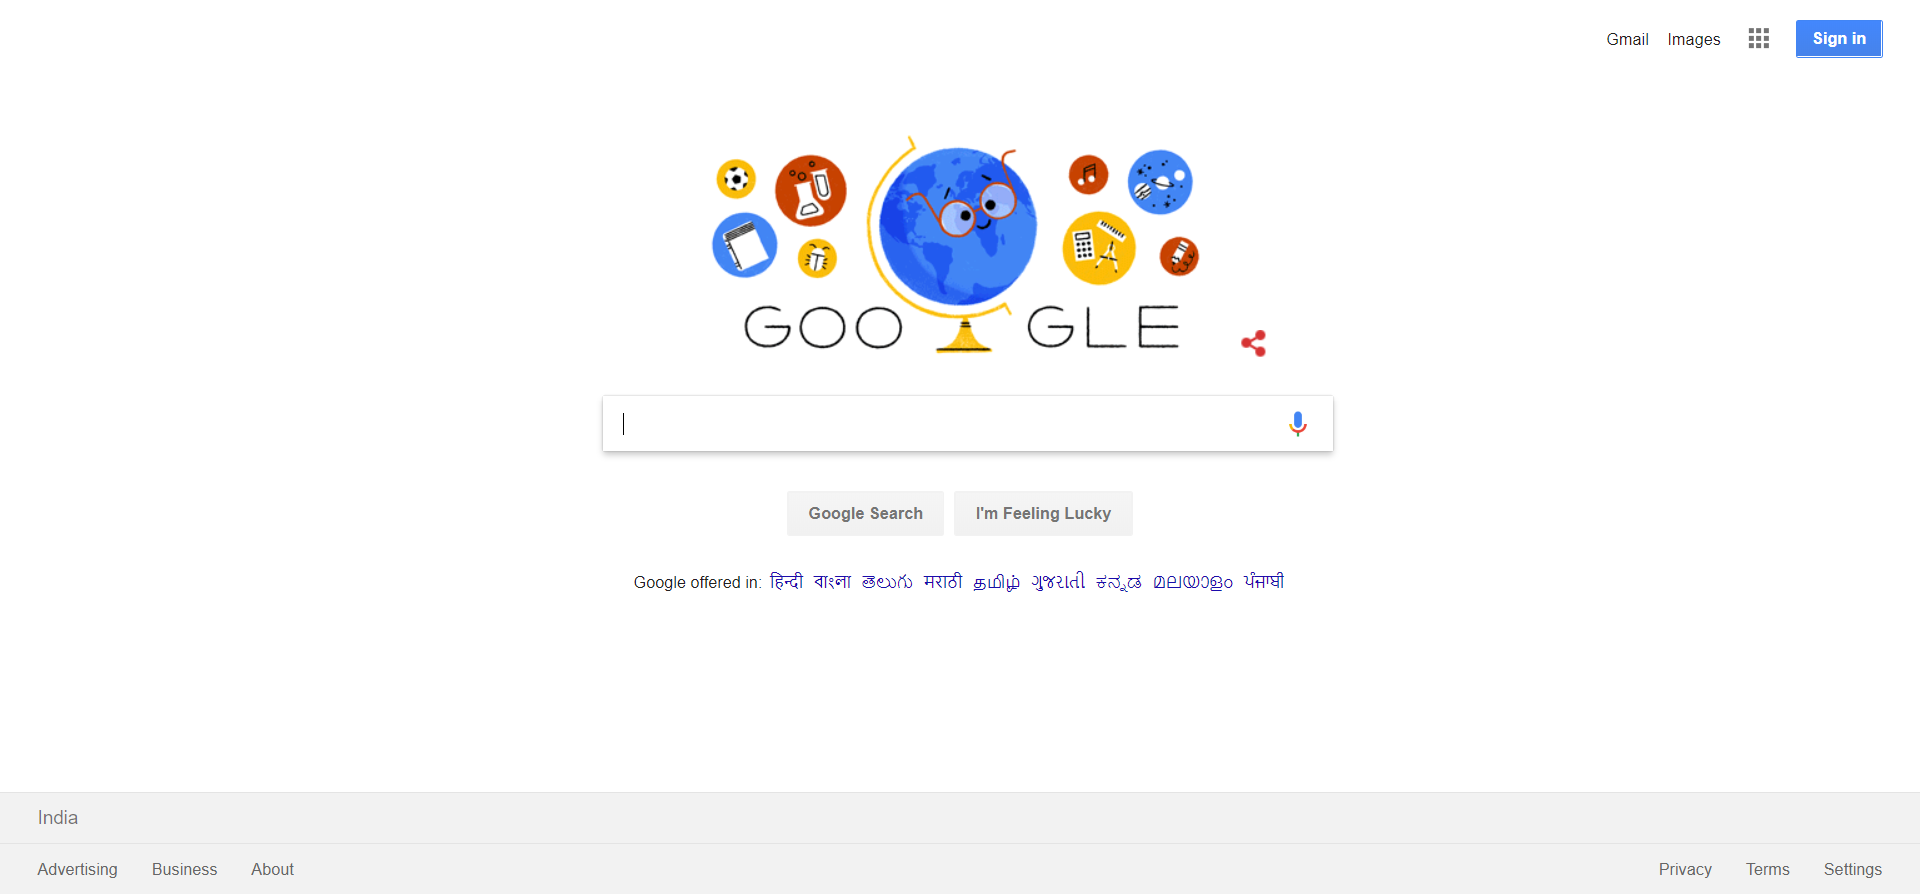 Gmail Images Sign in
GOO GLE
Google Search I'm Feeling Lucky
Google offered in: हिन्दी বাংলা తెలుగు मराठी தமிழ் ગુજરાતી ಕನ್ನಡ മലയാളം ਪੰਜਾਬੀ
India
Advertising Business About Privacy Terms Settings